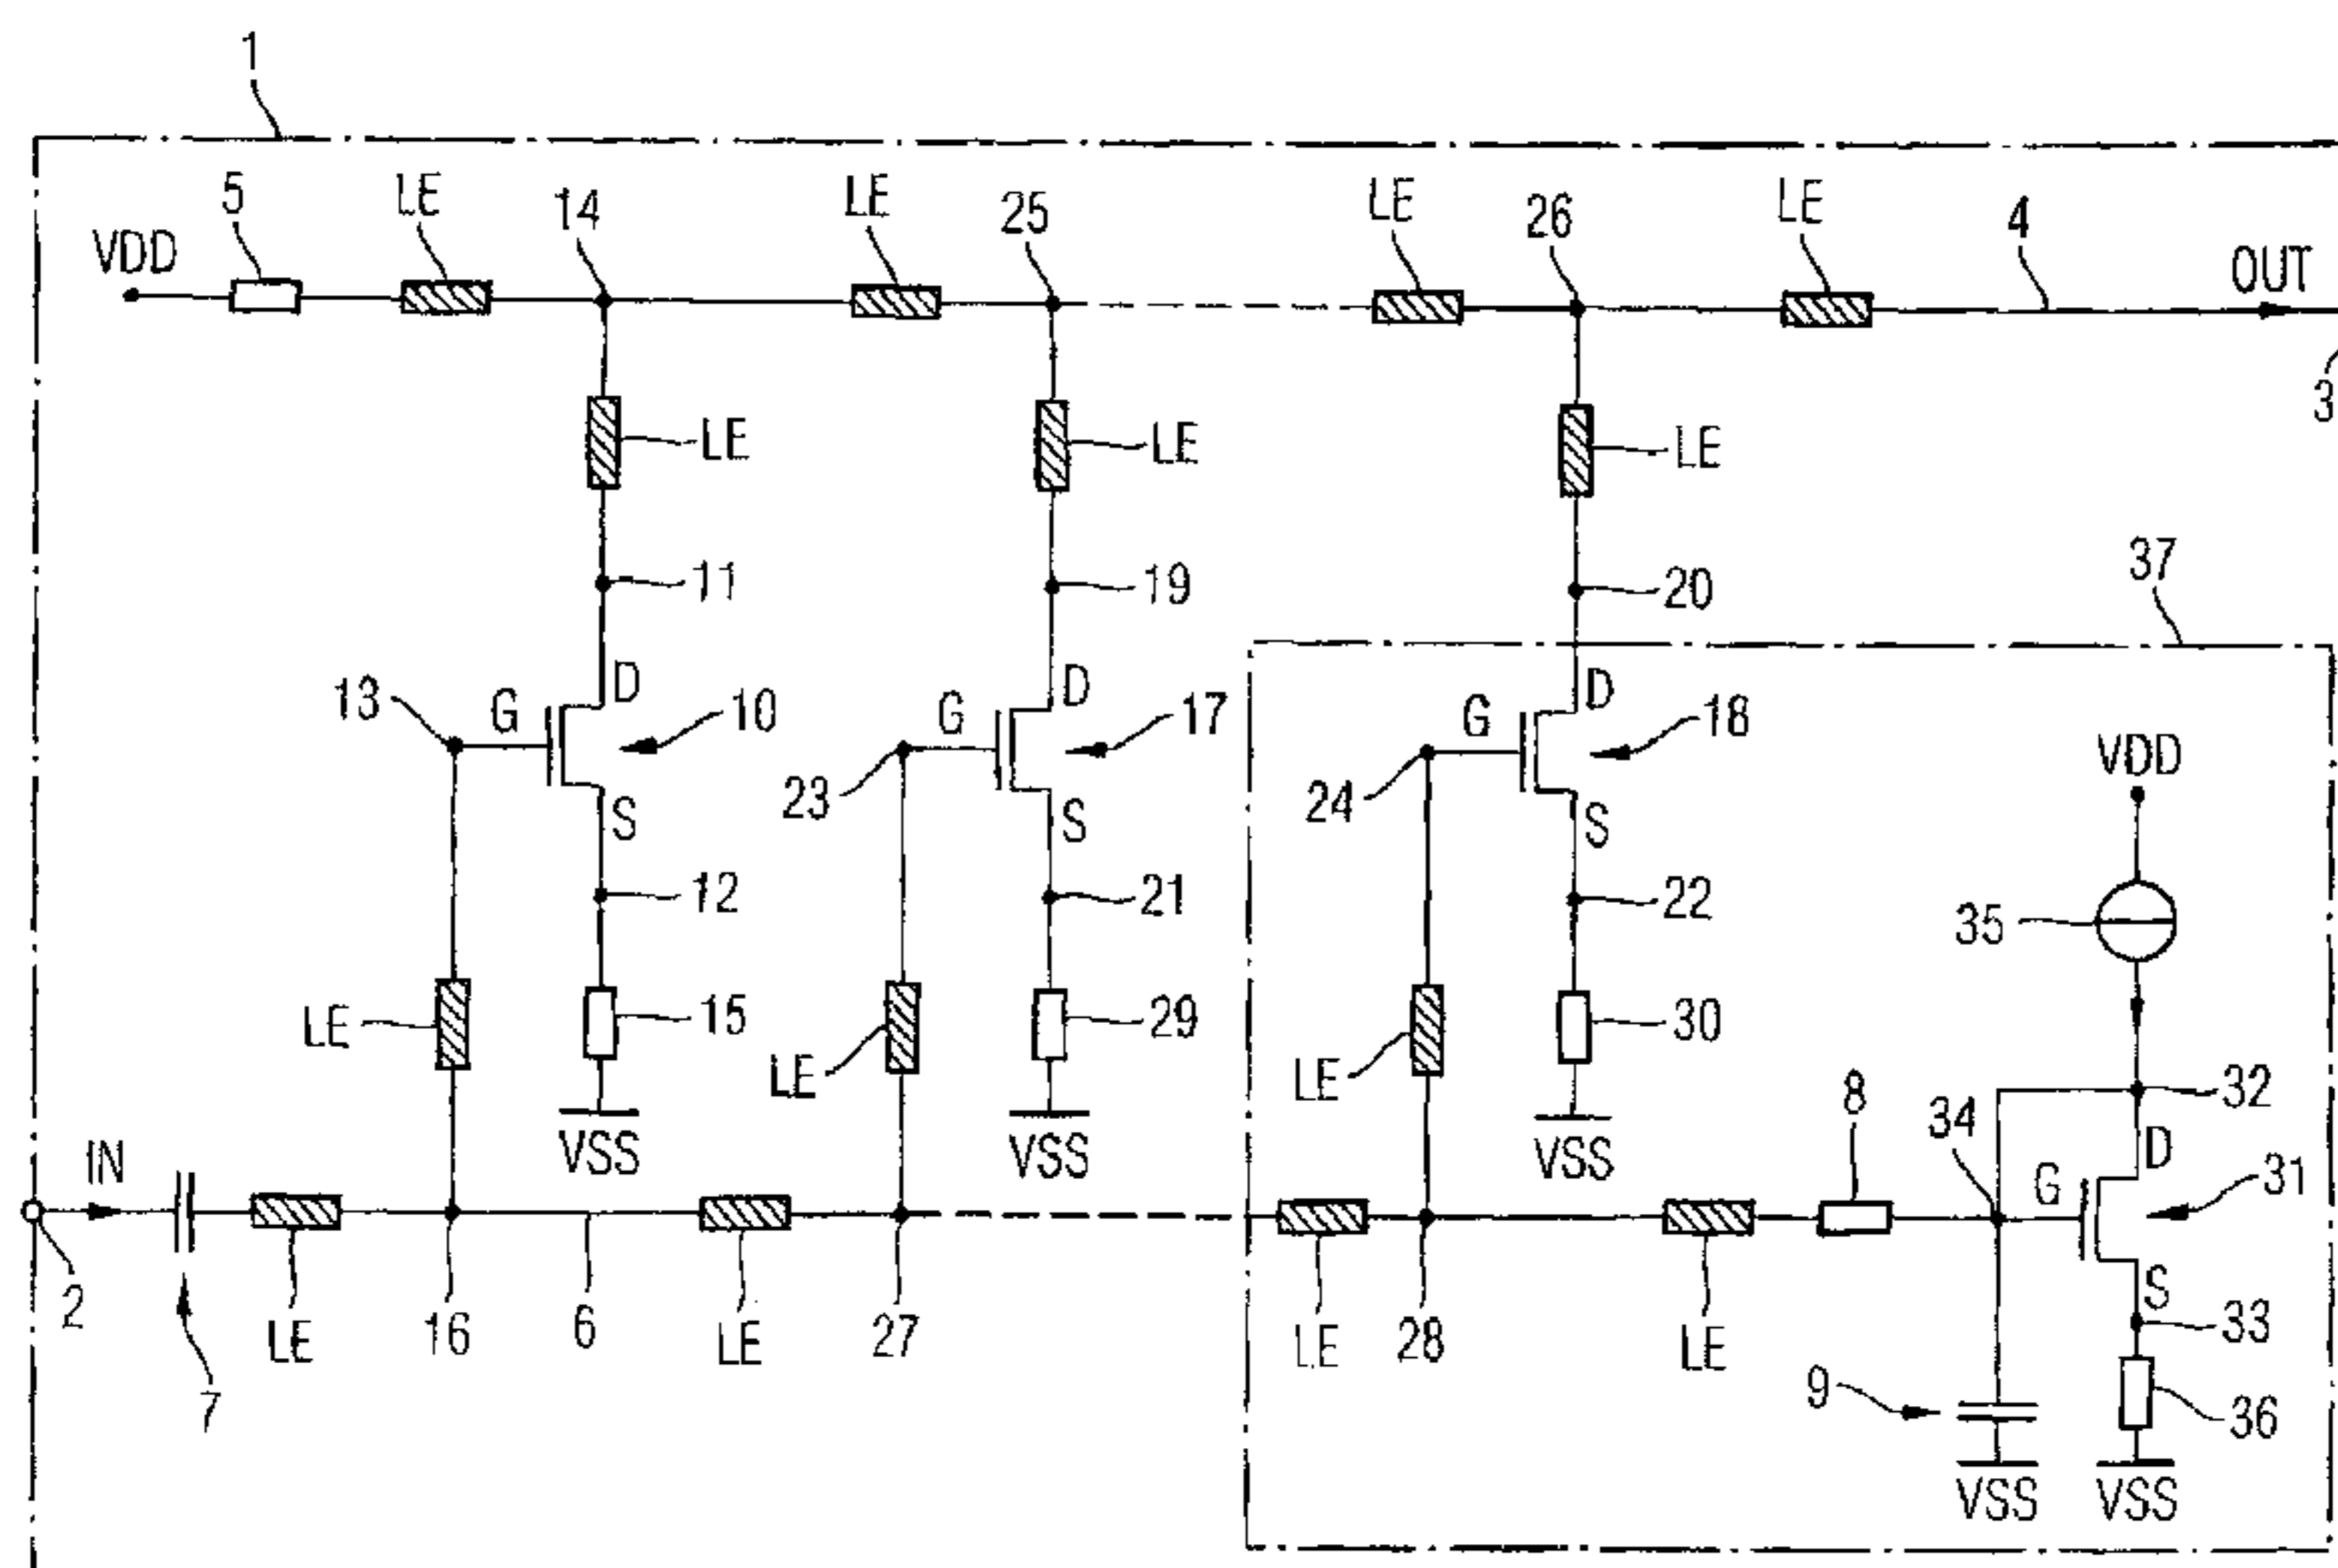 1
5 LE 14 LE 25 LE 26 LE 4
VDD OUT
3
LE LE LE
11 19 20
37
13 G D 10 G D 17 G D 18
23 24 VDD
S S S
12 21 22 35
LE 15 LE 29 LE 30
8 34 32
IN VSS VSS VSS D
G 31
2 LE 16 6 LE 27 LE 28 LE S
33
7 9 36
VSS VSS